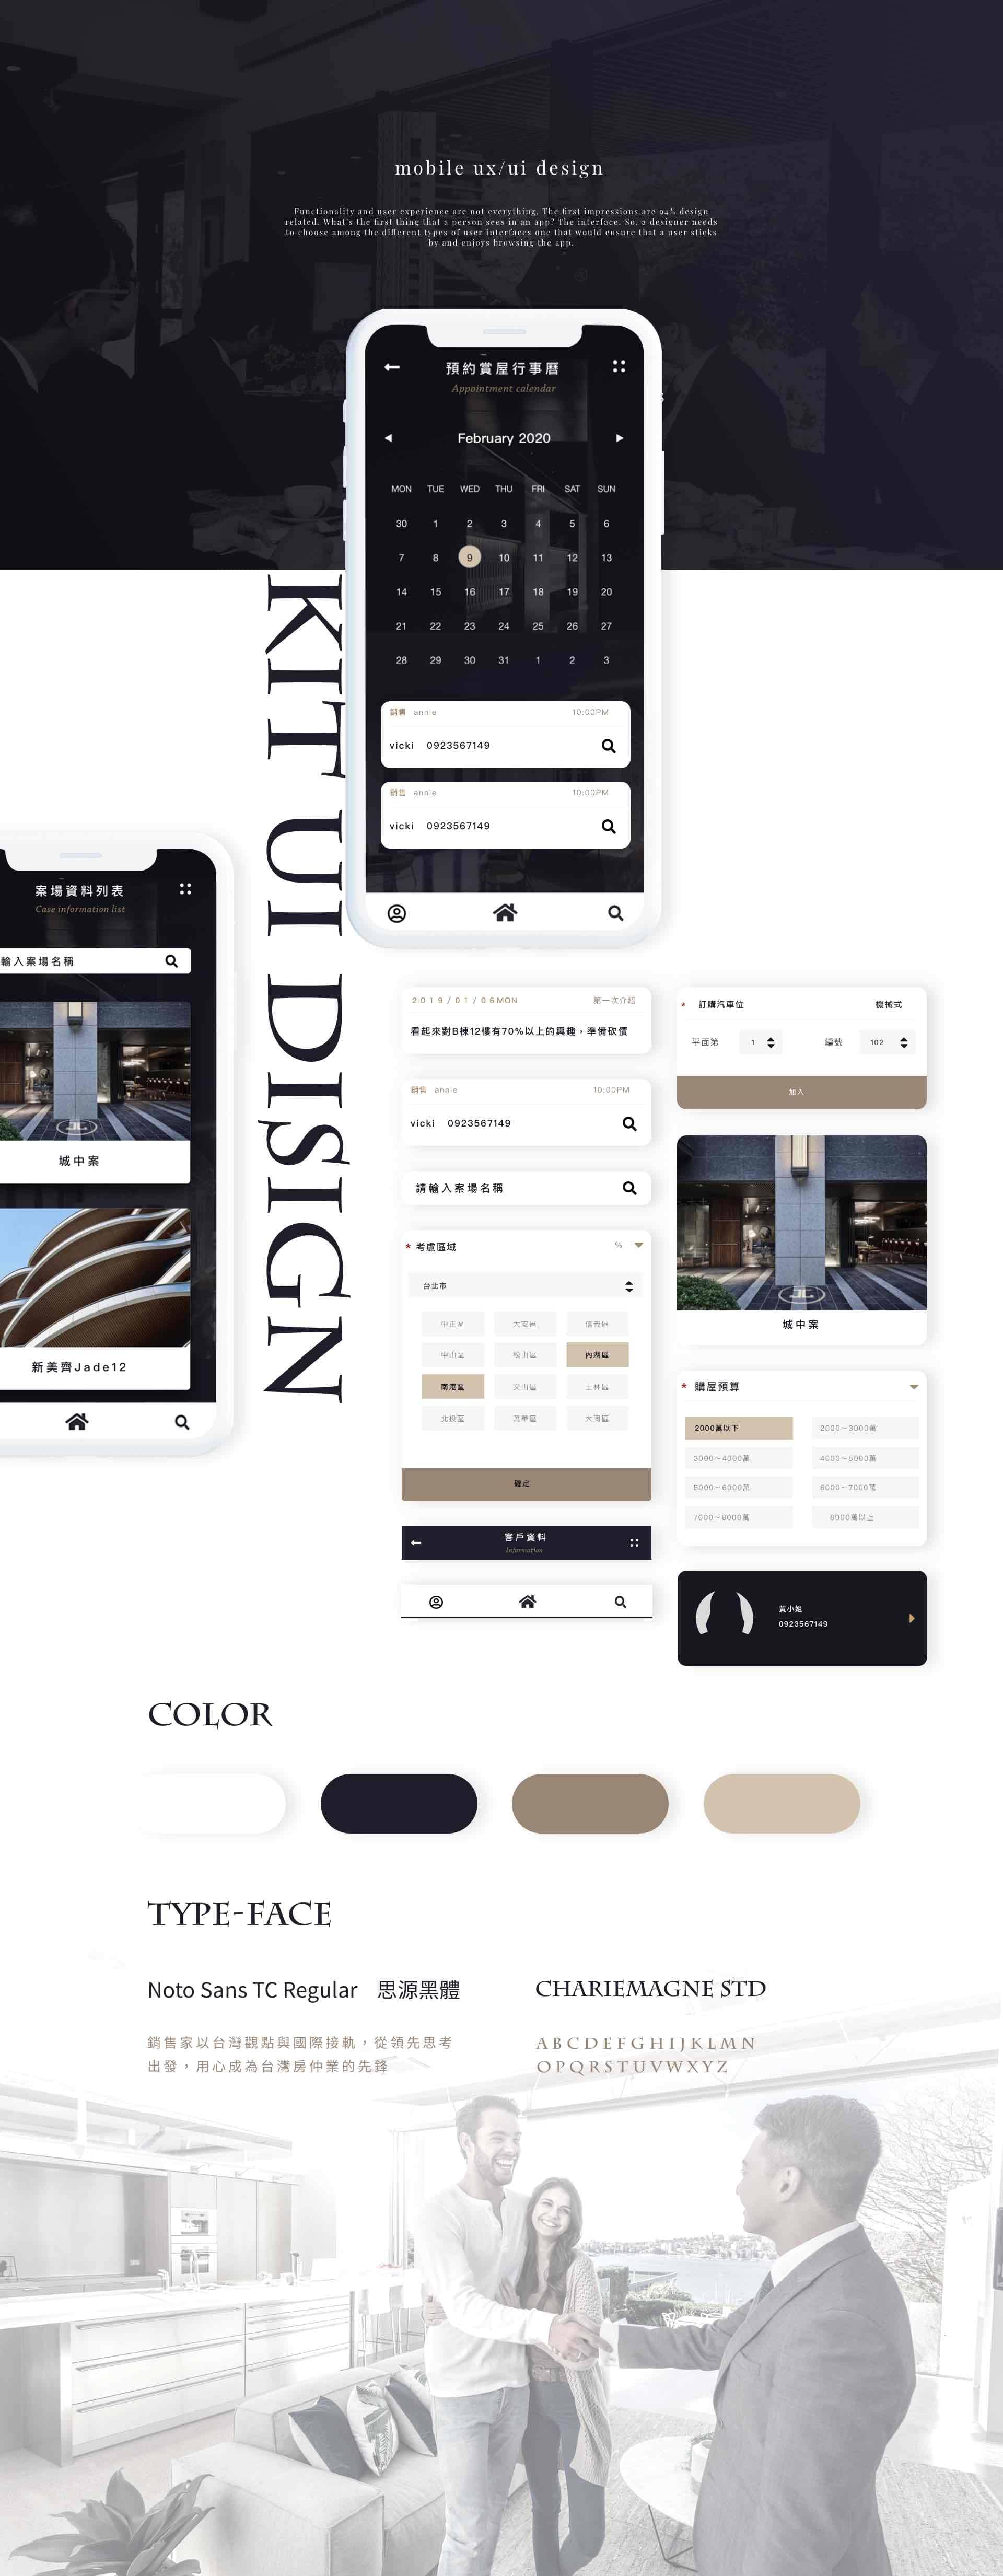 mobile ux/ui design
Functionality and user experience are not everything. The first impressions are 94% design
related. What's the first thing that a person sees in an app? The interface. So, a designer needs
to choose among the different types of user interfaces one that would ensure that a user sticks
by and enjoys browsing the app.
預約賞屋行事曆
Appointment calendar
February 2020
MON TUE WED THU FRI SAT SUN
30 1 2 3 4 5 6
7 8 9 10 11 12 13
14 15 16 17 18 19 20
21 22 23 24 25 26 27
28 29 30 31 1 2 3
銷售 annie 10:00PM
vicki 0923567149
銷售 annie 10:00PM
vicki 0923567149
KIT UI DISIGN
案場資料列表
Case information list
輸入案場名稱
城中案
新美齊Jade12
2019/01/06MON 第一次介紹
看起來對B棟12樓有70%以上的興趣，準備砍價
銷售 annie 10:00PM
vicki 0923567149
請輸入案場名稱
* 考慮區域 %
台北市
中正區 大安區 信義區
中山區 松山區 內湖區
南港區 文山區 士林區
北投區 萬華區 大同區
確定
客戶資料
Information
* 訂購汽車位 機械式
平面第 1 編號 102
加入
城中案
* 購屋預算
2000萬以下 2000～3000萬
3000～4000萬 4000～5000萬
5000～6000萬 6000～7000萬
7000～8000萬 8000萬以上
黃小姐
0923567149
COLOR
TYPE-FACE
Noto Sans TC Regular 思源黑體
銷售家以台灣觀點與國際接軌，從領先思考
出發，用心成為台灣房仲業的先鋒
CHARIEMAGNE STD
ABCDEFGHIJKLMN
OPQRSTUVWXYZ